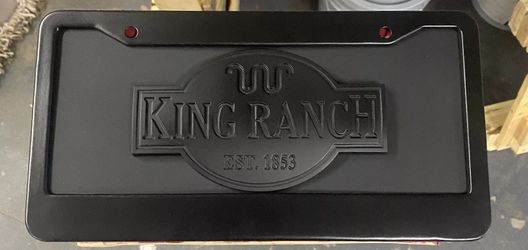 KING RANCH
EST. 1853